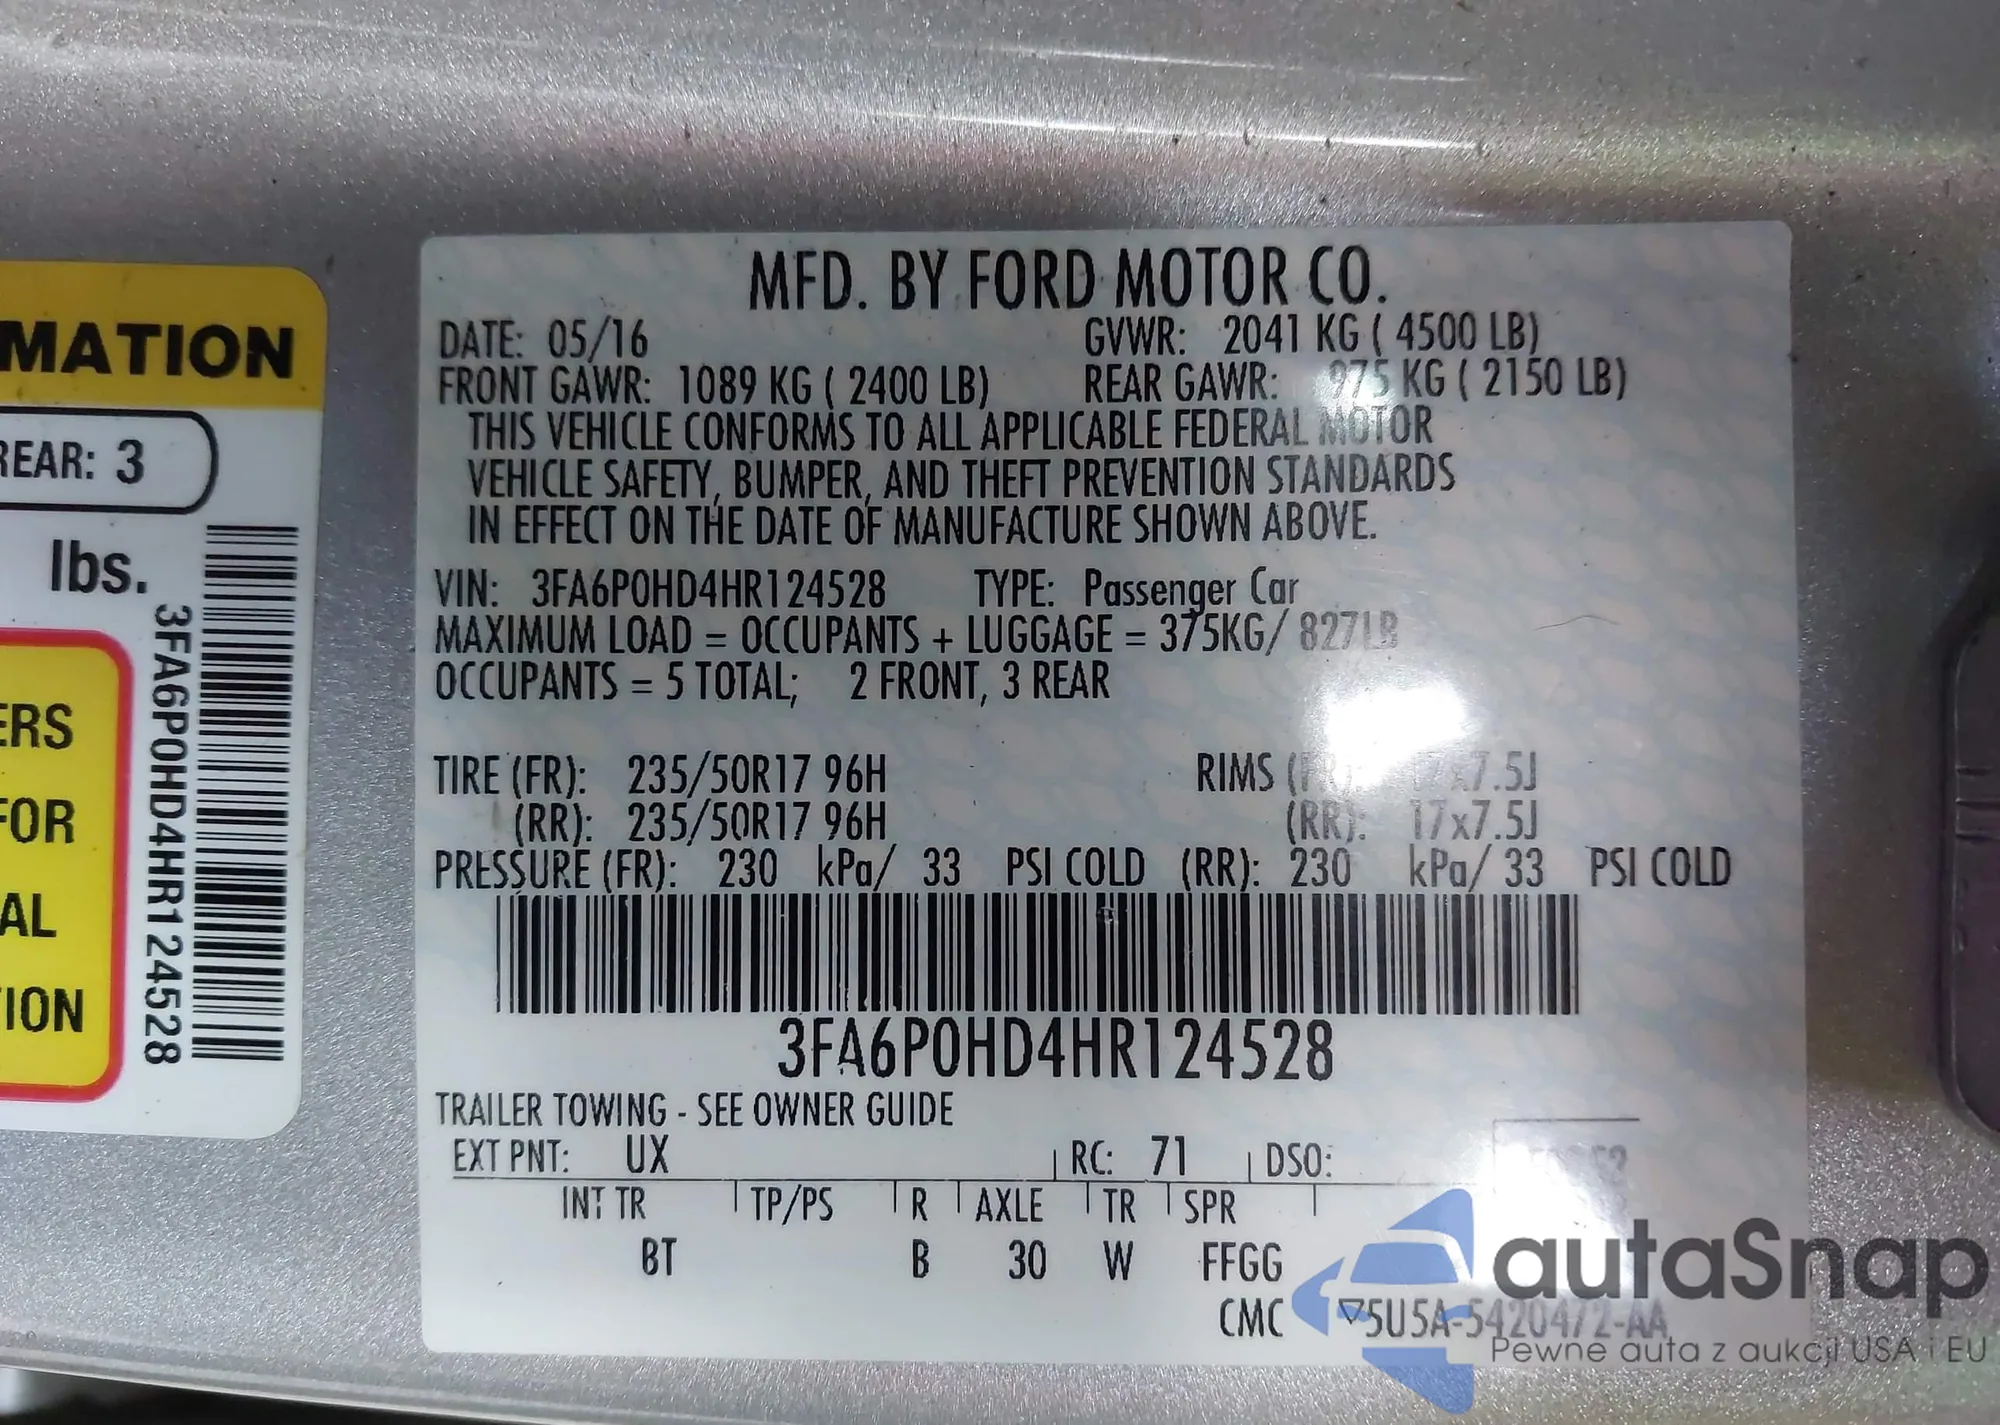 MATION
REAR: 3
lbs.
ERS
FOR
AL
TION
3FA6P0HD4HR124528
MFD. BY FORD MOTOR CO.
DATE: 05/16 GVWR: 2041 KG ( 4500 LB)
FRONT GAWR: 1089 KG ( 2400 LB) REAR GAWR: 975 KG ( 2150 LB)
THIS VEHICLE CONFORMS TO ALL APPLICABLE FEDERAL MOTOR
VEHICLE SAFETY, BUMPER, AND THEFT PREVENTION STANDARDS
IN EFFECT ON THE DATE OF MANUFACTURE SHOWN ABOVE.
VIN: 3FA6P0HD4HR124528 TYPE: Passenger Car
MAXIMUM LOAD = OCCUPANTS + LUGGAGE = 375KG/ 827LB
OCCUPANTS = 5 TOTAL; 2 FRONT, 3 REAR
TIRE (FR): 235/50R17 96H RIMS (FR): 17x7.5J
(RR): 235/50R17 96H (RR): 17x7.5J
PRESSURE (FR): 230 kPa/ 33 PSI COLD (RR): 230 kPa/ 33 PSI COLD
3FA6P0HD4HR124528
TRAILER TOWING - SEE OWNER GUIDE
EXT PNT: UX RC: 71 DSO:
INT TR TP/PS R AXLE TR SPR
BT B 30 W FFGG
CMC ▽5U5A-5420472-AA
autaSnap
Pewne auta z aukcji USA i EU